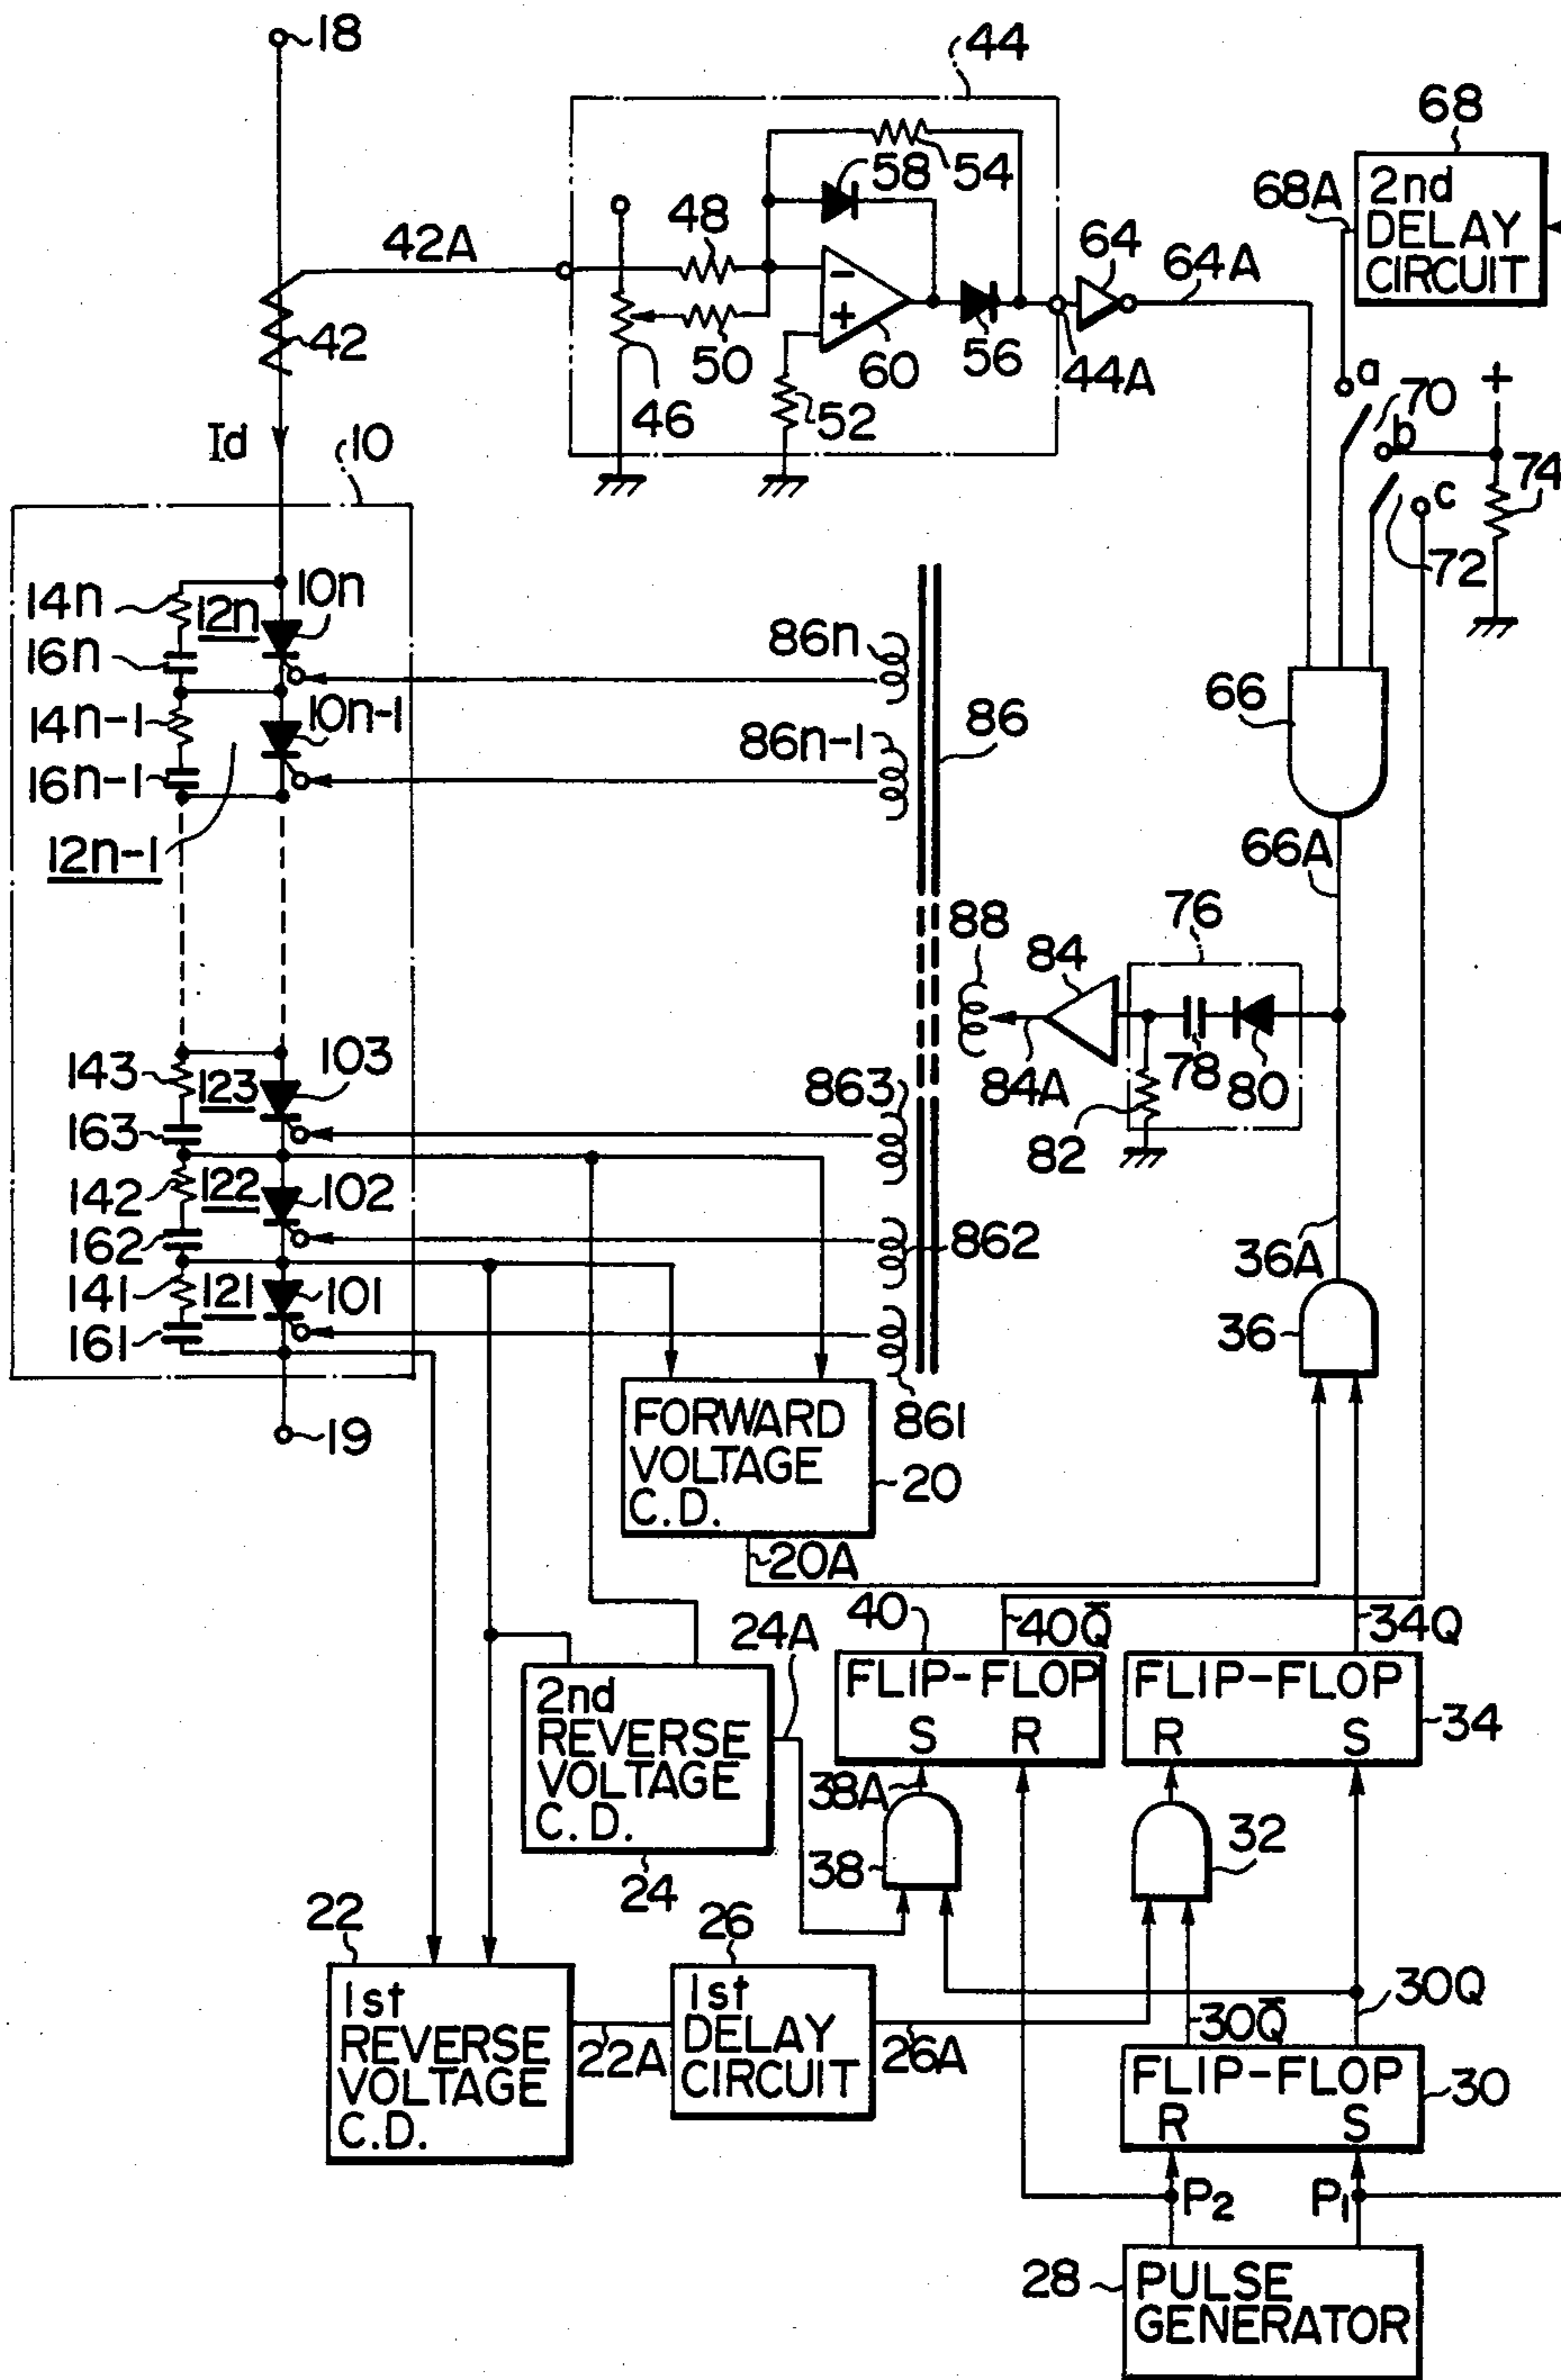 18
44
68
54
58
68A
2nd
DELAY
CIRCUIT
42A
48
64
64A
-
+
50
60
56
44A
42
46
52
a
70
+
b
74
c
72
Id
10
14n
12n
10n
16n
86n
14n-1
10n-1
86n-1
86
16n-1
66
12n-1
66A
88
84
76
143
123
103
84A
78
80
163
863
82
142
122
102
162
862
36A
141
121
101
161
36
861
FORWARD
VOLTAGE
C.D.
20
19
20A
40
40Q̅
34Q
24A
FLIP-FLOP
S R
FLIP-FLOP
R S
34
2nd
REVERSE
VOLTAGE
C.D.
38A
38
32
24
22
26
1st
REVERSE
VOLTAGE
C.D.
22A
1st
DELAY
CIRCUIT
26A
30Q̅
30Q
FLIP-FLOP
R S
30
P2
P1
28
PULSE
GENERATOR